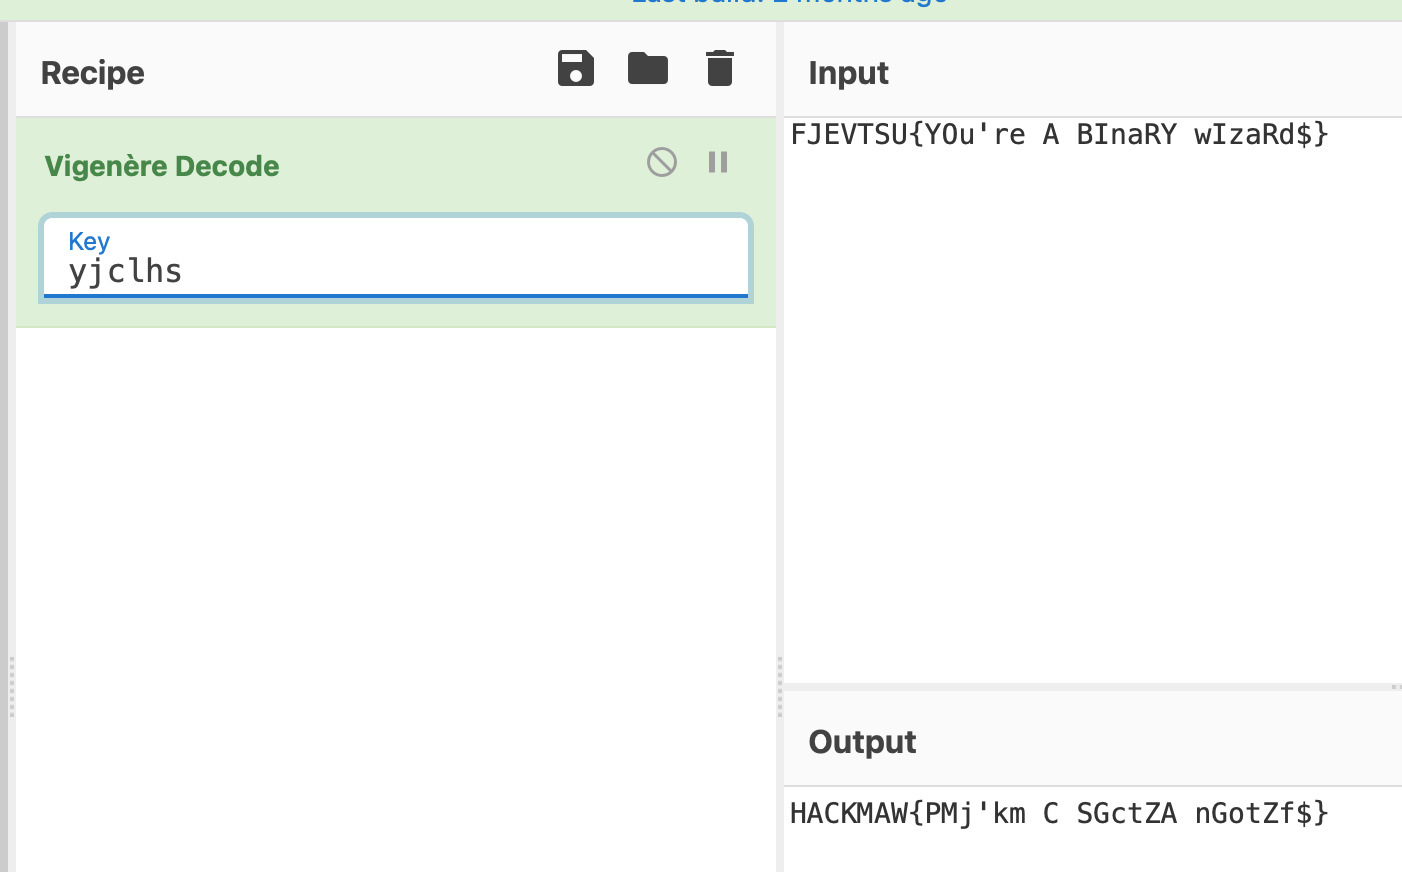 Last build: 2 months ago
Recipe
Input
Vigenère Decode
Key
yjclhs
FJEVTSU{YOu're A BInaRY wIzaRd$}
Output
HACKMAW{PMj'km C SGctZA nGotZf$}